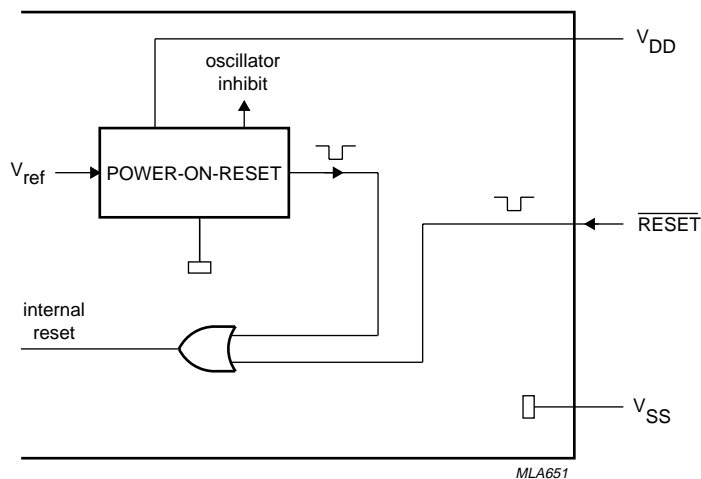 V_DD
oscillator
inhibit
V_ref
POWER-ON-RESET
RESET
internal
reset
V_SS
MLA651